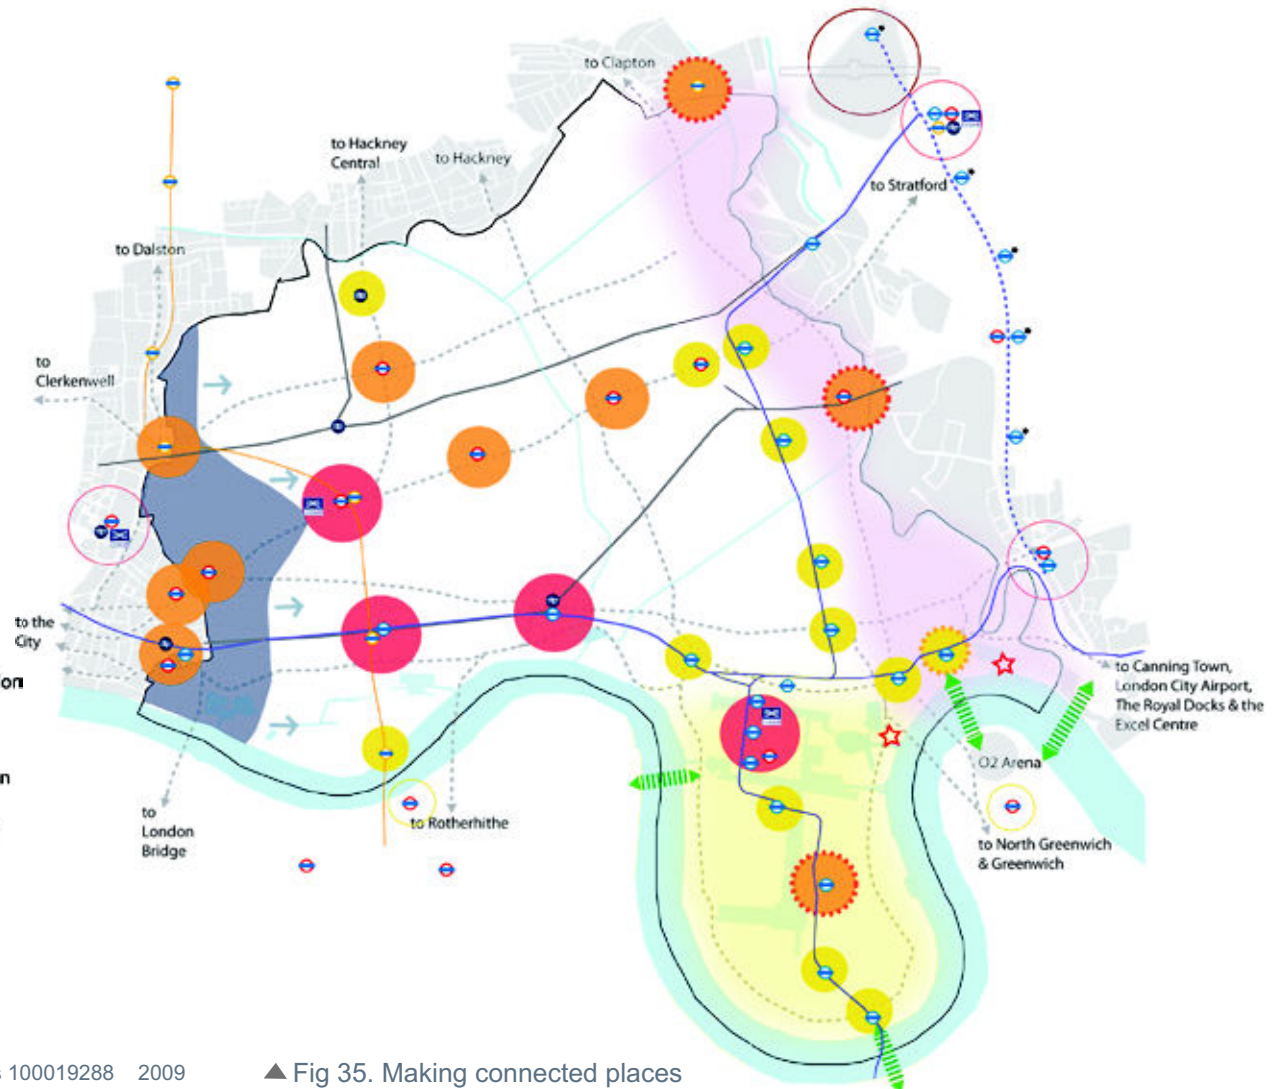 to Clapton
to Hackney
Central
to Hackney
to Stratford
to Dalston
to
Clerkenwell
to the
City
to Canning Town,
London City Airport,
The Royal Docks & the
Excel Centre
O2 Arena
to
London
Bridge
to Rotherhithe
to North Greenwich
& Greenwich
100019288 2009
▲ Fig 35. Making connected places